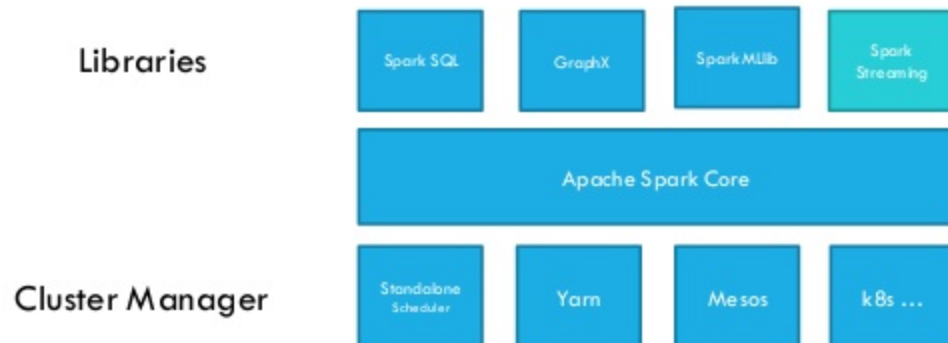 Libraries
Spark SQL
GraphX
Spark MLlib
Spark
Streaming
Apache Spark Core
Cluster Manager
Standalone
Scheduler
Yarn
Mesos
k8s ...